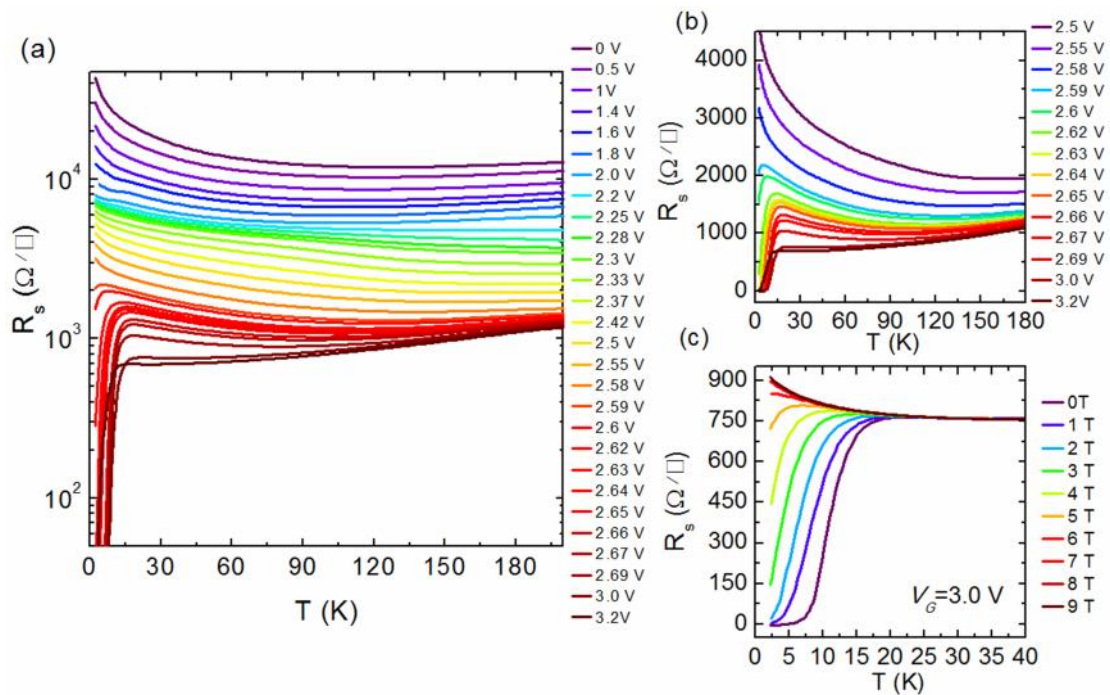 (a)
R_s (Ω/□)
10^4
10^3
10^2
0 30 60 90 120 150 180
T (K)
0 V
0.5 V
1V
1.4 V
1.6 V
1.8 V
2.0 V
2.2 V
2.25 V
2.28 V
2.3 V
2.33 V
2.37 V
2.42 V
2.5 V
2.55 V
2.58 V
2.59 V
2.6 V
2.62 V
2.63 V
2.64 V
2.65 V
2.66 V
2.67 V
2.69 V
3.0 V
3.2V
(b)
R_s (Ω/□)
4000
3000
2000
1000
0
0 30 60 90 120 150 180
T (K)
2.5 V
2.55 V
2.58 V
2.59 V
2.6 V
2.62 V
2.63 V
2.64 V
2.65 V
2.66 V
2.67 V
2.69 V
3.0 V
3.2V
(c)
R_s (Ω/□)
900
750
600
450
300
150
0
0 5 10 15 20 25 30 35 40
T (K)
V_G=3.0 V
0T
1 T
2 T
3 T
4 T
5 T
6 T
7 T
8 T
9 T